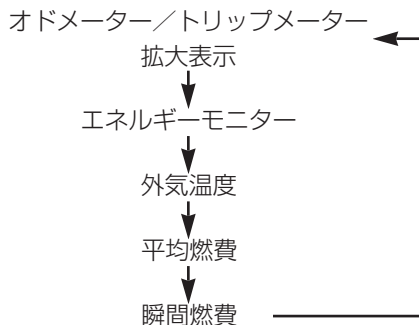 オドメーター／トリップメーター
拡大表示
エネルギーモニター
外気温度
平均燃費
瞬間燃費